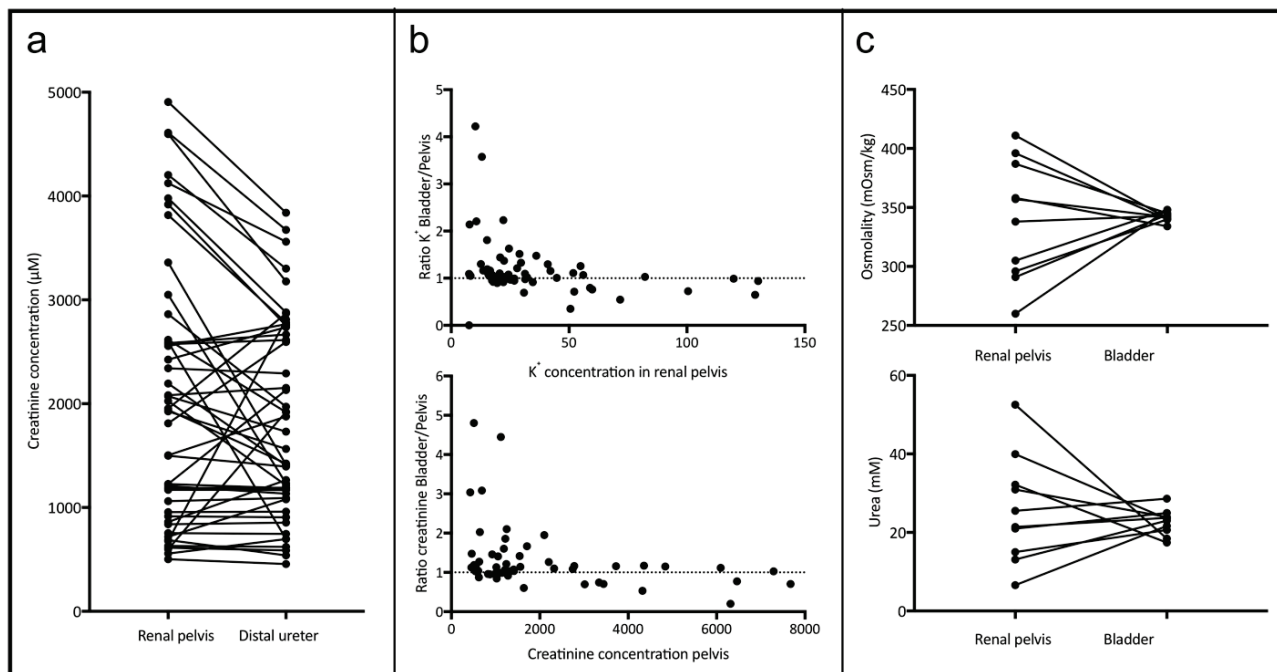 a
Creatinine concentration (μM)
5000
4000
3000
2000
1000
0
Renal pelvis
Distal ureter
b
Ratio K+ Bladder/Pelvis
5
4
3
2
1
0
0
50
100
150
K+ concentration in renal pelvis
Ratio creatinine Bladder/Pelvis
6
5
4
3
2
1
0
0
2000
4000
6000
8000
Creatinine concentration pelvis
c
Osmolality (mOsm/kg)
450
400
350
300
250
Renal pelvis
Bladder
Urea (mM)
60
40
20
0
Renal pelvis
Bladder